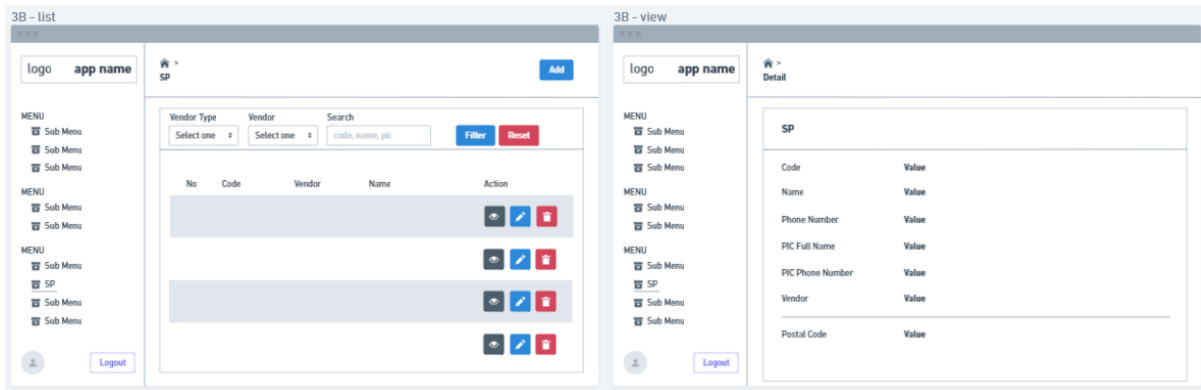 3B - list
logo app name
>
SP
Add
MENU
Sub Menu
Sub Menu
Sub Menu
MENU
Sub Menu
Sub Menu
MENU
Sub Menu
SP
Sub Menu
Sub Menu
Logout
Vendor Type Vendor Search
Select one Select one code, name, pic Filter Reset
No Code Vendor Name Action
3B - view
logo app name
>
Detail
MENU
Sub Menu
Sub Menu
Sub Menu
MENU
Sub Menu
Sub Menu
MENU
Sub Menu
SP
Sub Menu
Sub Menu
Logout
SP
Code Value
Name Value
Phone Number Value
PIC Full Name Value
PIC Phone Number Value
Vendor Value
Postal Code Value